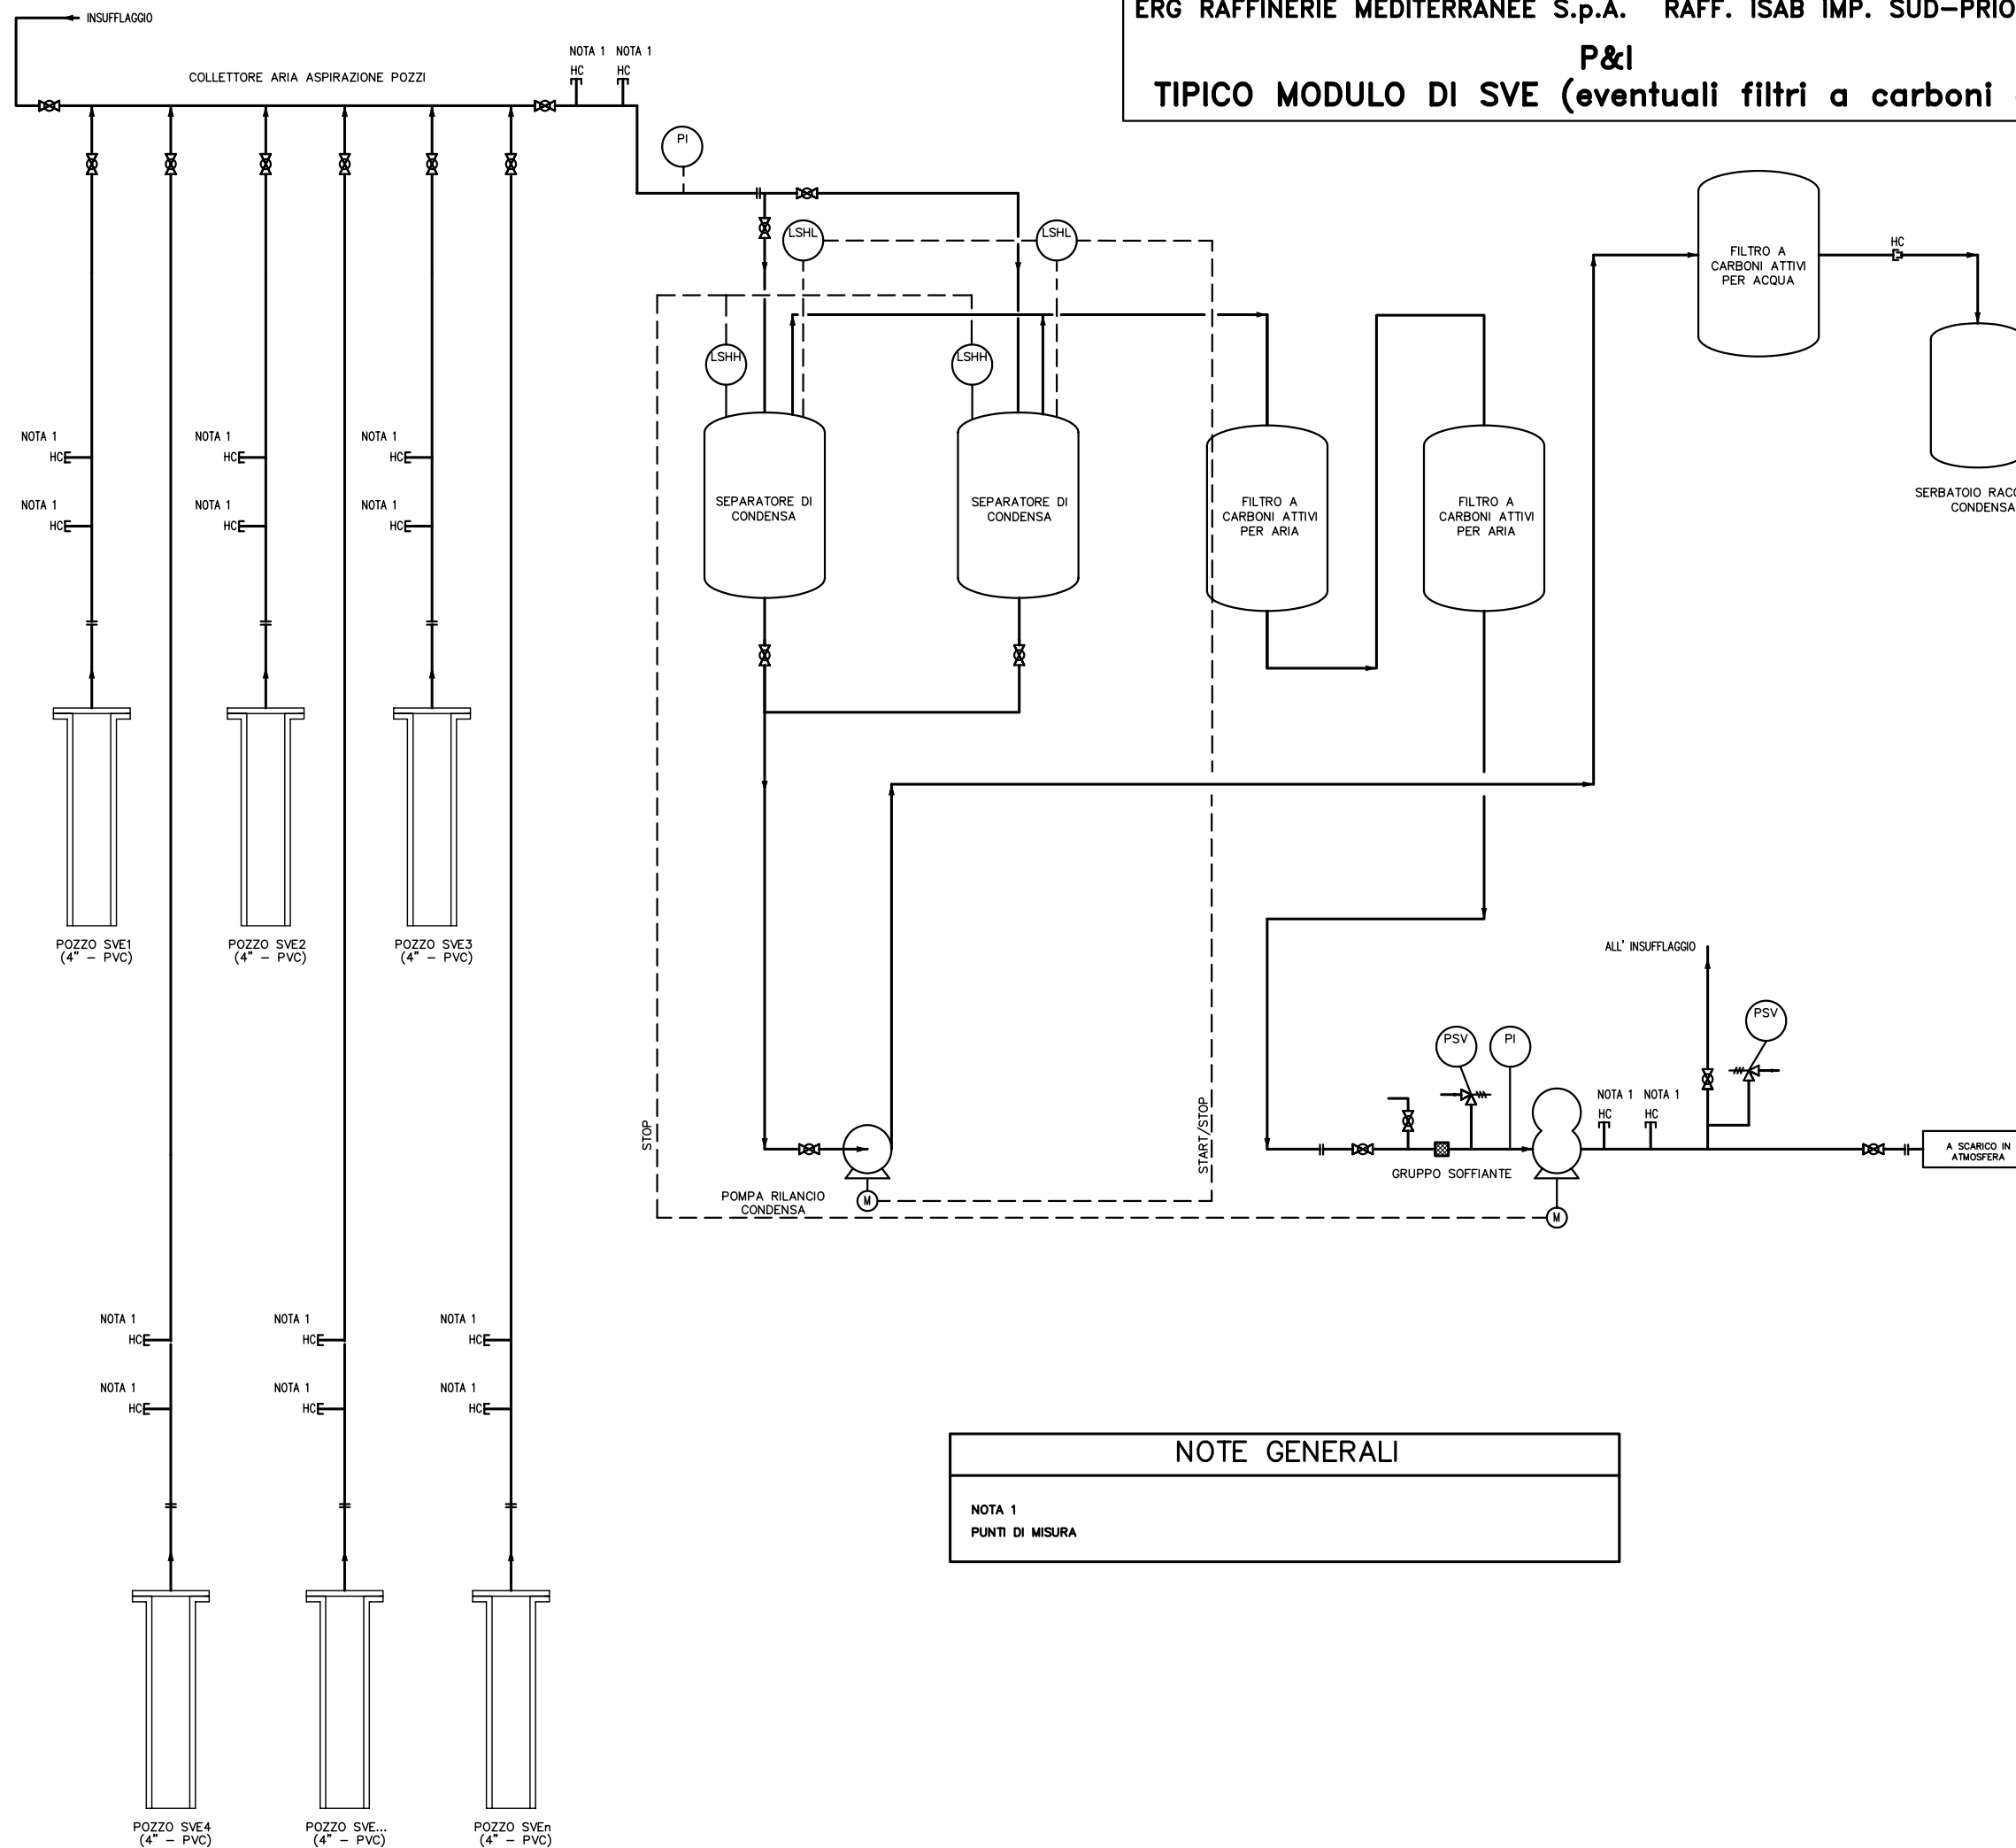 ERG RAFFINERIE MEDITERRANEE S.p.A. RAFF. ISAB IMP. SUD-PRIO
P&I
TIPICO MODULO DI SVE (eventuali filtri a carboni
INSUFFLAGGIO
COLLETTORE ARIA ASPIRAZIONE POZZI
NOTA 1 NOTA 1
HC HC
PI
LSHL LSHL
LSHH LSHH
FILTRO A
CARBONI ATTIVI
PER ACQUA
HC
SERBATOIO RACC
CONDENSA
NOTA 1 NOTA 1 NOTA 1
HC HC HC
NOTA 1 NOTA 1 NOTA 1
HC HC HC
SEPARATORE DI
CONDENSA
SEPARATORE DI
CONDENSA
FILTRO A
CARBONI ATTIVI
PER ARIA
FILTRO A
CARBONI ATTIVI
PER ARIA
POZZO SVE1
(4" – PVC)
POZZO SVE2
(4" – PVC)
POZZO SVE3
(4" – PVC)
ALL' INSUFFLAGGIO
PSV PI PSV
STOP
START/STOP
NOTA 1 NOTA 1
HC HC
A SCARICO IN
ATMOSFERA
GRUPPO SOFFIANTE
POMPA RILANCIO
CONDENSA
M
M
NOTA 1 NOTA 1 NOTA 1
HC HC HC
NOTA 1 NOTA 1 NOTA 1
HC HC HC
NOTE GENERALI
NOTA 1
PUNTI DI MISURA
POZZO SVE4
(4" – PVC)
POZZO SVE...
(4" – PVC)
POZZO SVEn
(4" – PVC)